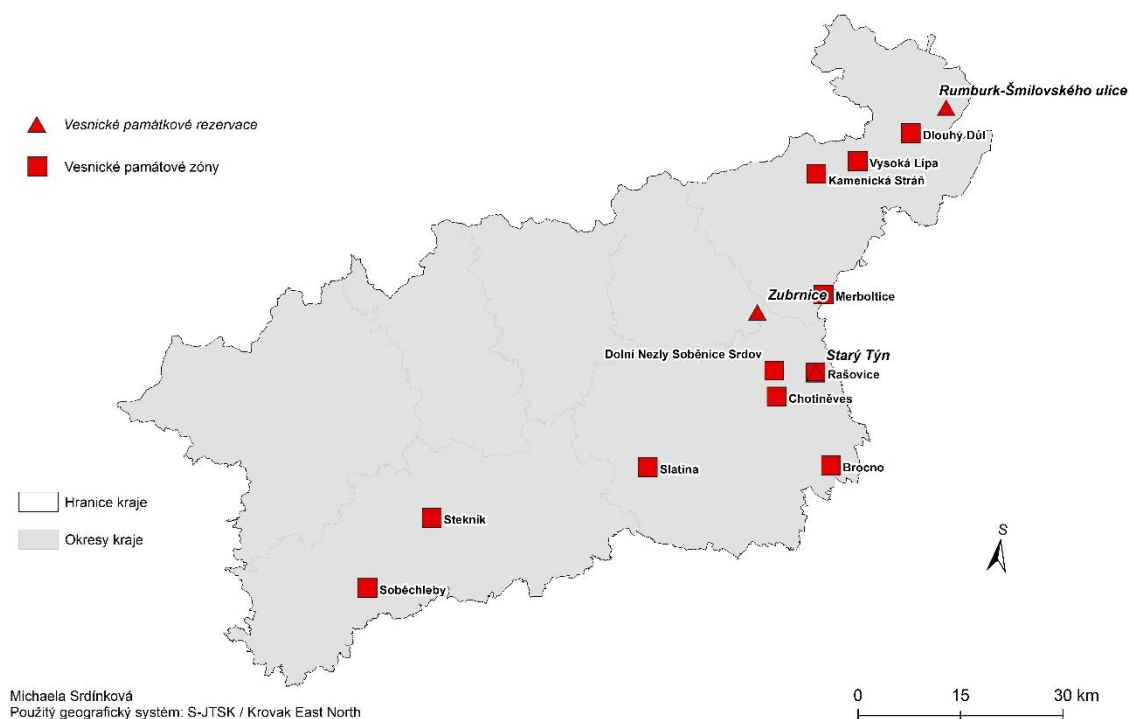 Rumburk-Šmilovského ulice
Vesnické památkové rezervace
Dlouhý Důl
Vesnické památové zóny
Vysoká Lípa
Kamenická Stráň
Zubrnice
Merboltice
Dolní Nezly Soběnice Srdov
Starý Týn
Rašovice
Chotiněves
Slatina
Brocno
Hranice kraje
Stekník
S
Okresy kraje
Soběchleby
Michaela Srdínková
Použitý geografický systém: S-JTSK / Krovak East North
0 15 30 km